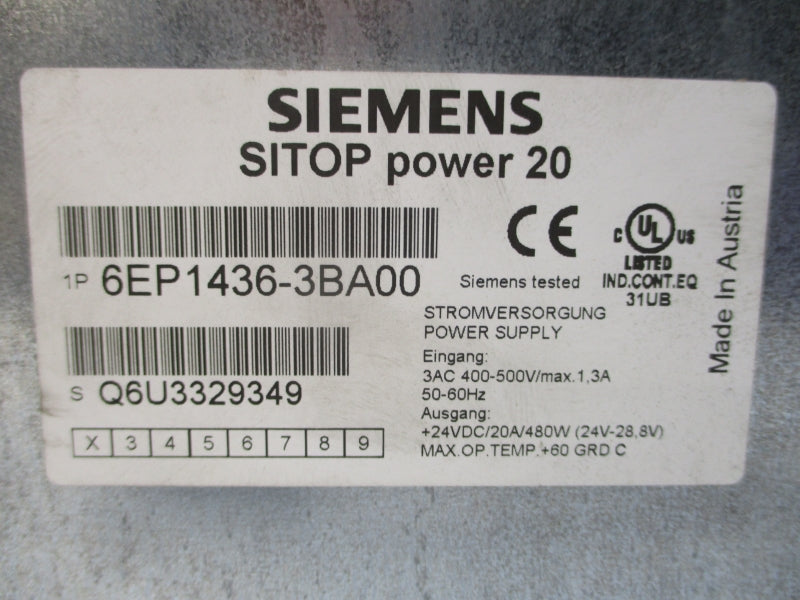 SIEMENS
SITOP power 20
1P 6EP1436-3BA00
S Q6U3329349
X 3 4 5 6 7 8 9
CE
Siemens tested
C UL US
LISTED
IND.CONT.EQ
31UB
STROMVERSORGUNG
POWER SUPPLY
Eingang:
3AC 400-500V/max.1,3A
50-60Hz
Ausgang:
+24VDC/20A/480W (24V-28,8V)
MAX.OP.TEMP.+60 GRD C
Made In Austria